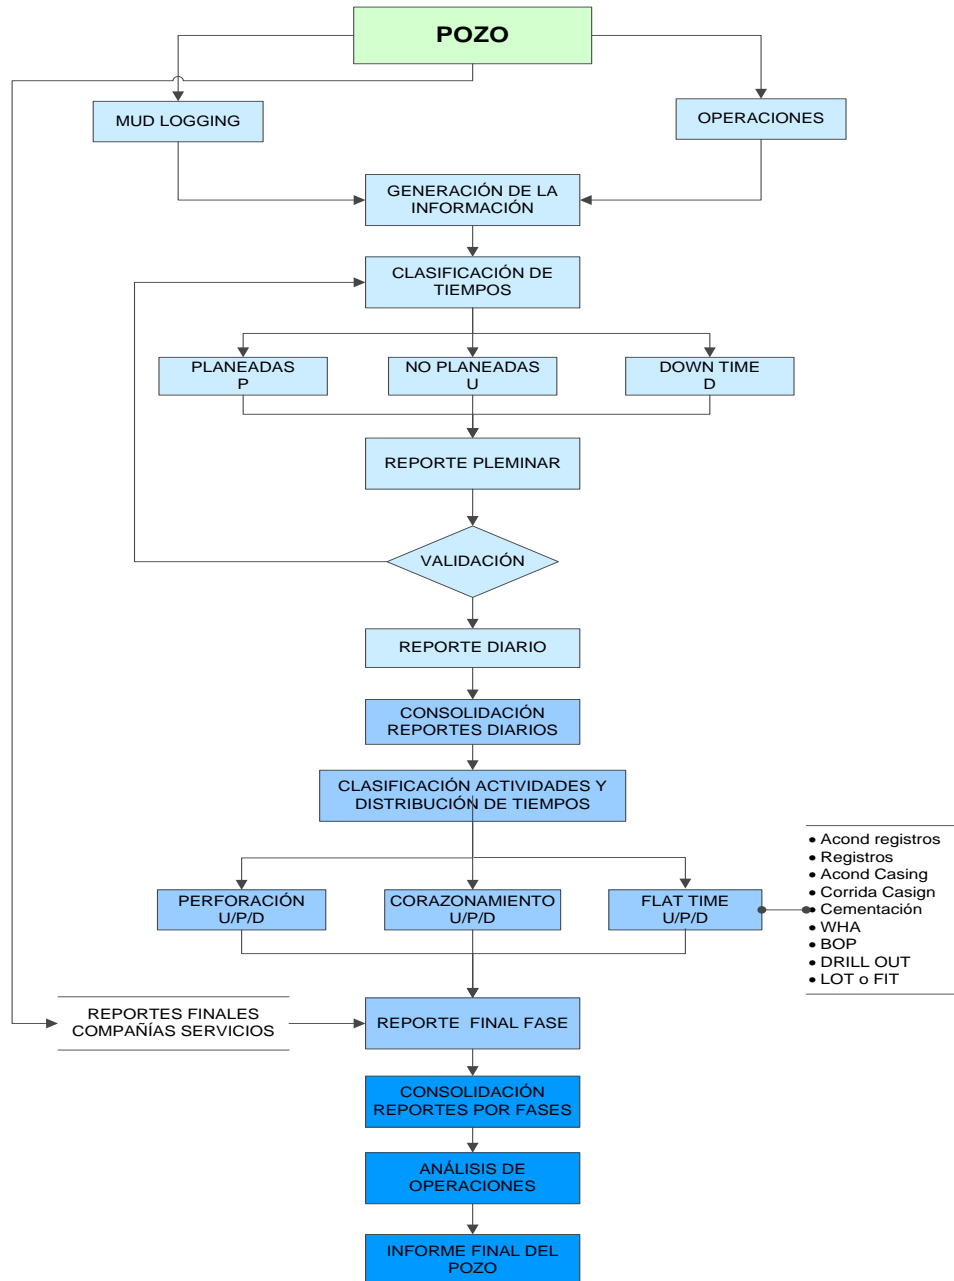 POZO
MUD LOGGING
OPERACIONES
GENERACIÓN DE LA
INFORMACIÓN
CLASIFICACIÓN DE
TIEMPOS
PLANEADAS
P
NO PLANEADAS
U
DOWN TIME
D
REPORTE PLEMINAR
VALIDACIÓN
REPORTE DIARIO
CONSOLIDACIÓN
REPORTES DIARIOS
CLASIFICACIÓN ACTIVIDADES Y
DISTRIBUCIÓN DE TIEMPOS
PERFORACIÓN
U/P/D
CORAZONAMIENTO
U/P/D
FLAT TIME
U/P/D
• Acond registros
• Registros
• Acond Casing
• Corrida Casign
• Cementación
• WHA
• BOP
• DRILL OUT
• LOT o FIT
REPORTES FINALES
COMPAÑÍAS SERVICIOS
REPORTE FINAL FASE
CONSOLIDACIÓN
REPORTES POR FASES
ANÁLISIS DE
OPERACIONES
INFORME FINAL DEL
POZO